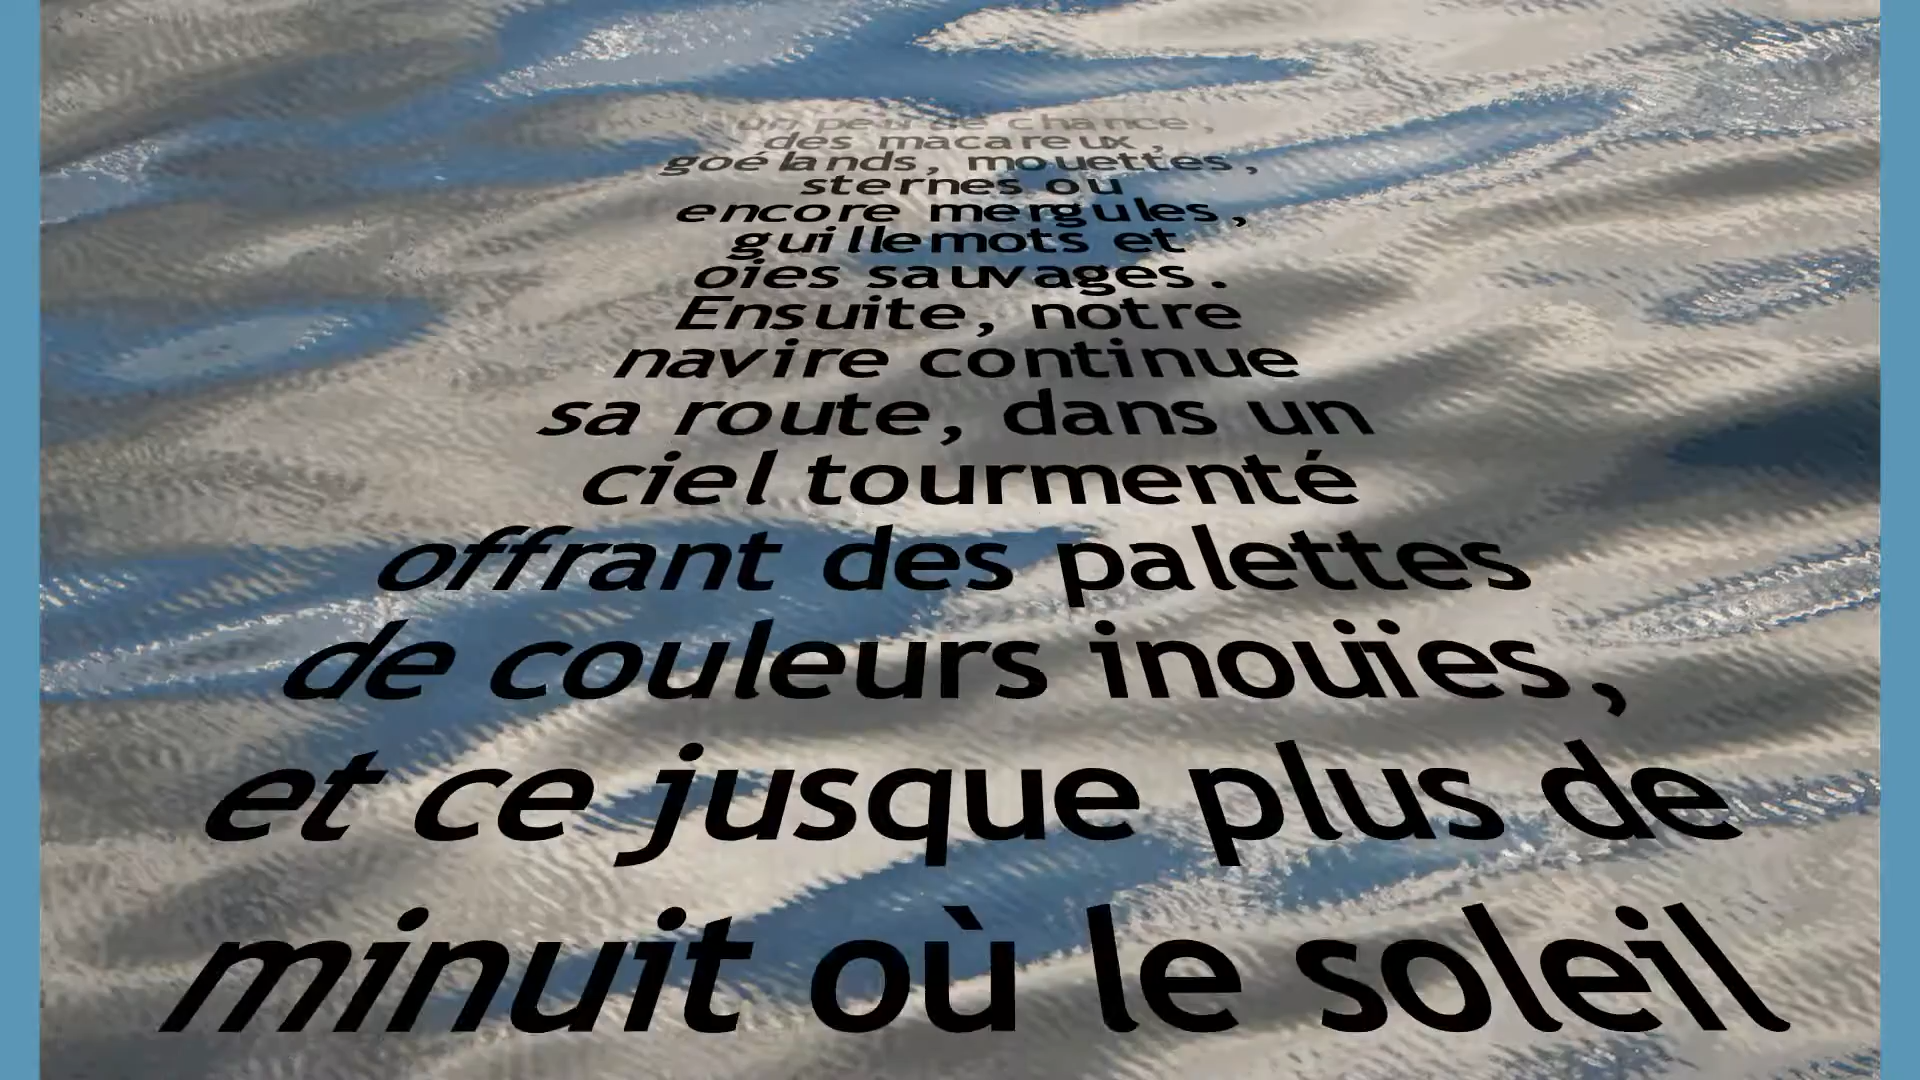 un peu de chance,
des macareux,
goélands, mouettes,
sternes ou
encore mergules,
guillemots et
oies sauvages.
Ensuite, notre
navire continue
sa route, dans un
ciel tourmenté
offrant des palettes
de couleurs inouïes,
et ce jusque plus de
minuit où le soleil